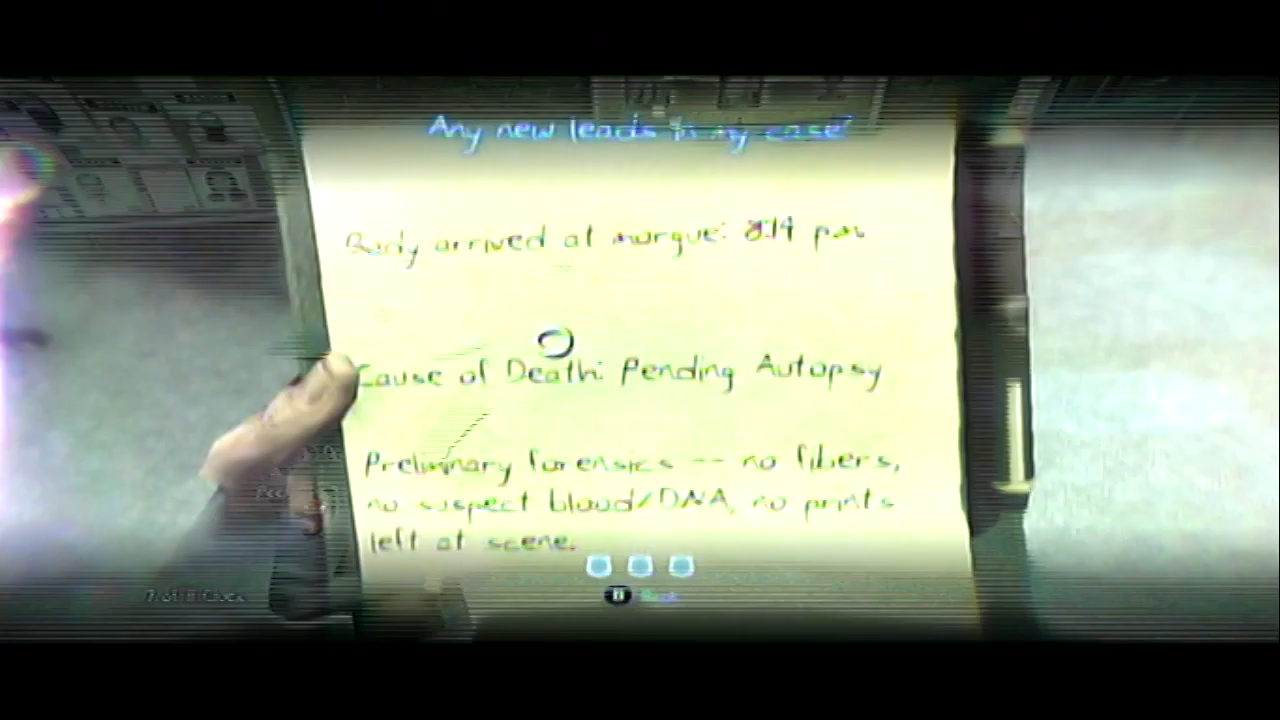 Any new leads in my case?
Body arrived at morgue: 8:14 pm
Cause of Death: Pending Autopsy
Preliminary forensics -- no fibers,
no suspect blood/DNA, no prints
left at scene.
B